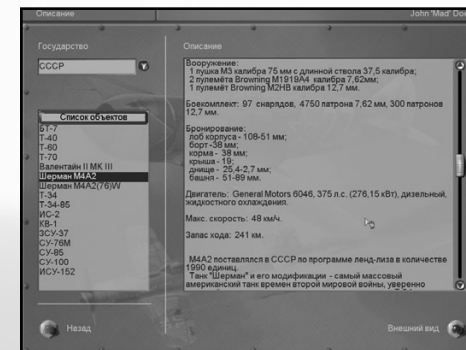 Описание
John 'Mad' Doe
Государство
СССР
Список объектов
БТ-7
Т-40
Т-60
Т-70
Валентайн II МК III
Шерман М4А2
Шерман М4А2(76)W
Т-34
Т-34-85
ИС-2
КВ-1
ЗСУ-37
СУ-76М
СУ-85
СУ-100
ИСУ-152
Назад
Описание
Вооружение:
1 пушка М3 калибра 75 мм с длинной ствола 37,5 калибра;
2 пулемёта Browning M1919A4 калибра 7,62мм;
1 пулемёт Browning M2HB калибра 12,7 мм.
Боекомплект: 97 снарядов, 4750 патрона 7,62 мм, 300 патронов
12,7 мм.
Бронирование:
лоб корпуса - 108-51 мм;
борт -38 мм;
корма - 38 мм;
крыша - 19;
днище - 25,4-2,7 мм;
башня - 51-89 мм.
Двигатель: General Motors 6046, 375 л.с. (276,15 кВт), дизельный,
жидкостного охлаждения.
Макс. скорость: 48 км/ч.
Запас хода: 241 км.
М4А2 поставлялся в СССР по программе ленд-лиза в количестве
1990 единиц.
Танк "Шерман" и его модификации - самый массовый
американский танк времен второй мировой войны, уверенно
Внешний вид